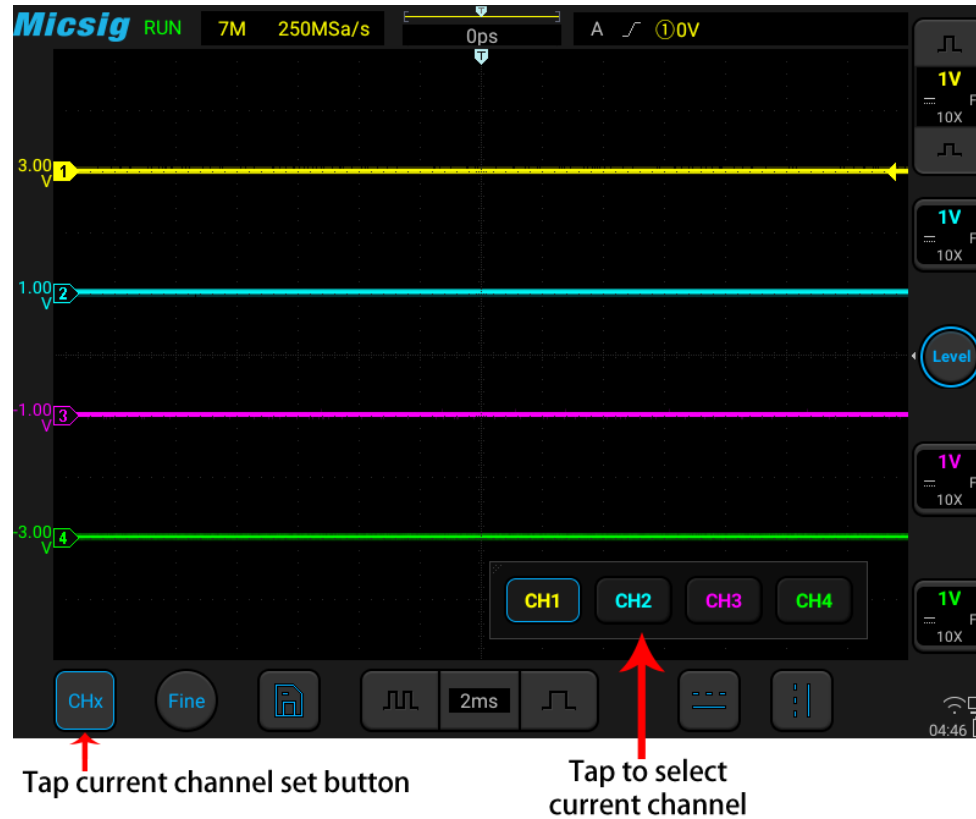 Micsig RUN 7M 250MSa/s T 0ps A ①0V
T
1V
F
10X
3.00
V 1
1V
F
10X
1.00
V 2
Level
-1.00
V 3
1V
F
10X
-3.00
V 4
CH1 CH2 CH3 CH4
1V
F
10X
CHx Fine 2ms
04:46
Tap current channel set button
Tap to select
current channel